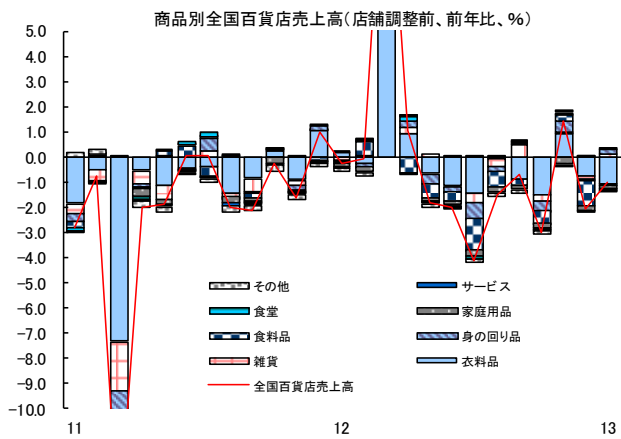 商品別全国百貨店売上高(店舗調整前、前年比、%)
5.0
4.0
3.0
2.0
1.0
0.0
-1.0
-2.0
-3.0
-4.0
-5.0
-6.0
-7.0
-8.0
-9.0
-10.0
その他
サービス
食堂
家庭用品
食料品
身の回り品
雑貨
衣料品
全国百貨店売上高
11
12
13